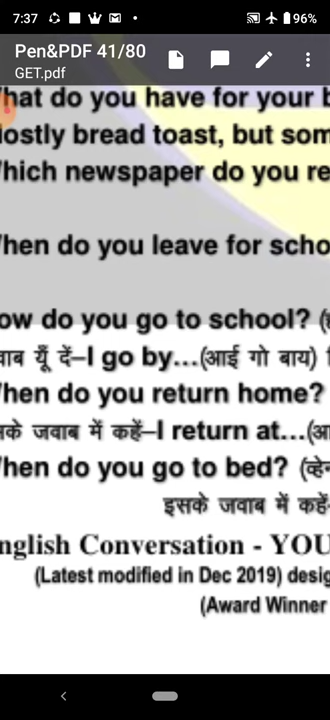 7:37 96%
Pen&PDF 41/80
GET.pdf
hat do you have for your
ostly bread toast, but som
hich newspaper do you re
hen do you leave for scho
ow do you go to school? (
वाब यूँ दें–I go by...(आई गो बाय)
hen do you return home?
के जवाब में कहें–I return at...(आ
hen do you go to bed? (व्हेन
इसके जवाब में कहें-
nglish Conversation - YOU
(Latest modified in Dec 2019) desig
(Award Winner